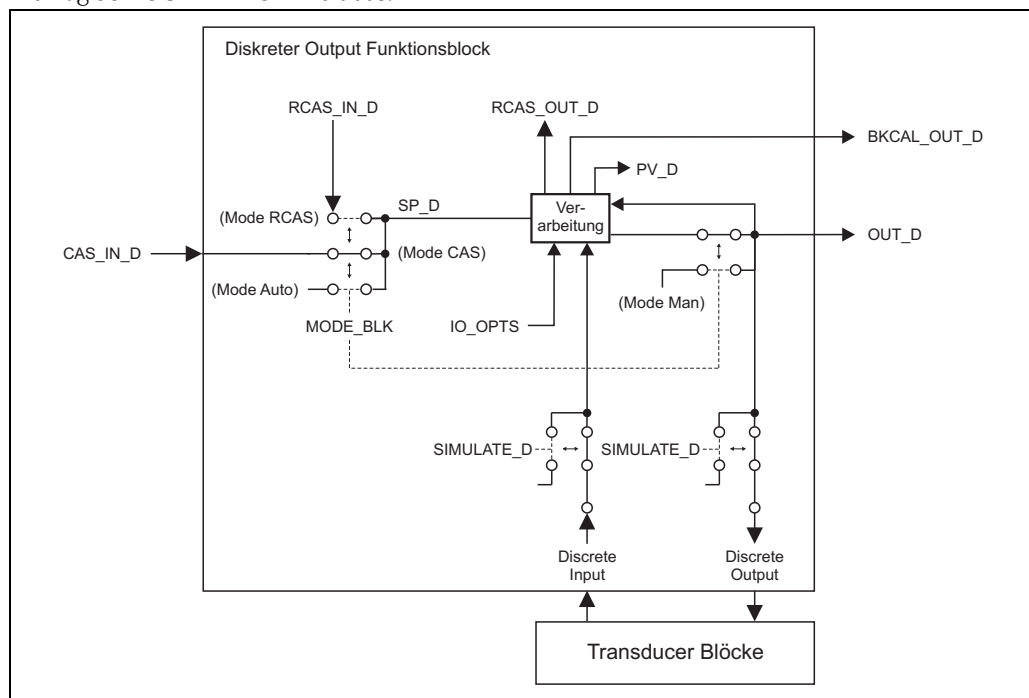 Diskreter Output Funktionsblock
RCAS_IN_D
RCAS_OUT_D
BKCAL_OUT_D
PV_D
SP_D
(Mode RCAS)
Ver-
arbeitung
CAS_IN_D
(Mode CAS)
OUT_D
(Mode Auto)
(Mode Man)
MODE_BLK
IO_OPTS
SIMULATE_D
SIMULATE_D
Discrete
Input
Discrete
Output
Transducer Blöcke